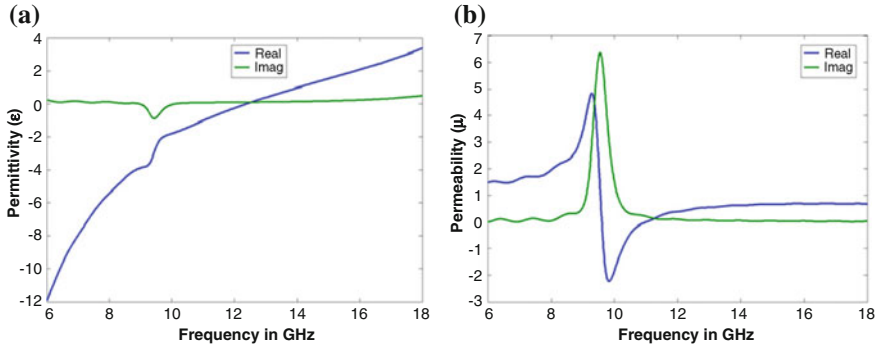 (a)
Permittivity (ε)
4
2
0
-2
-4
-6
-8
-10
-12
Real
Imag
6 8 10 12 14 16 18
Frequency in GHz
(b)
Permeability (μ)
7
6
5
4
3
2
1
0
-1
-2
-3
Real
Imag
6 8 10 12 14 16 18
Frequency in GHz